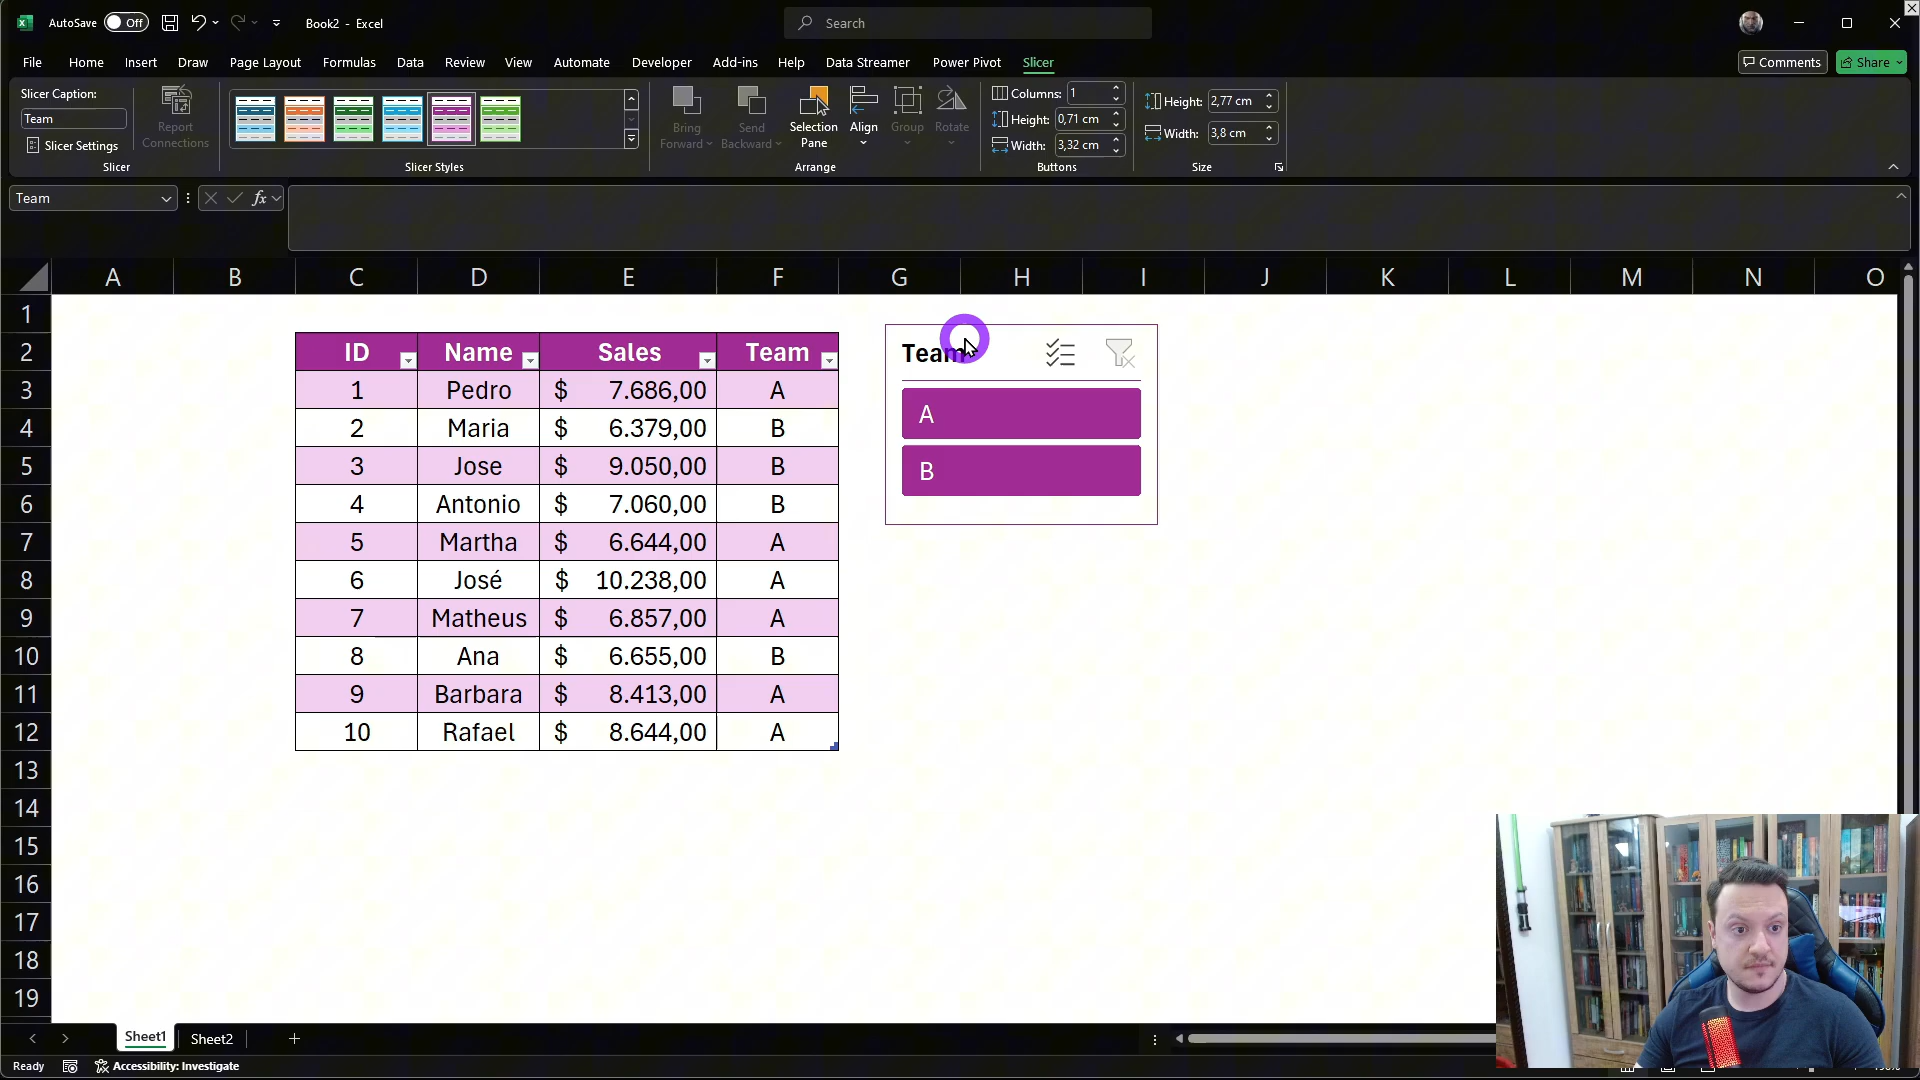 AutoSave Off Book2 - Excel Search
File Home Insert Draw Page Layout Formulas Data Review View Automate Developer Add-ins Help Data Streamer Power Pivot Slicer Comments Share
Slicer Caption:
Team
Slicer Settings
Report
Connections
Slicer
Slicer Styles
Bring
Forward
Send
Backward
Selection
Pane
Align
Group
Rotate
Arrange
Columns: 1
Height: 0,71 cm
Width: 3,32 cm
Buttons
Height: 2,77 cm
Width: 3,8 cm
Size
Team fx
A B C D E F G H I J K L M N O
1
2 ID Name Sales Team
3 1 Pedro $ 7.686,00 A
4 2 Maria $ 6.379,00 B
5 3 Jose $ 9.050,00 B
6 4 Antonio $ 7.060,00 B
7 5 Martha $ 6.644,00 A
8 6 José $ 10.238,00 A
9 7 Matheus $ 6.857,00 A
10 8 Ana $ 6.655,00 B
11 9 Barbara $ 8.413,00 A
12 10 Rafael $ 8.644,00 A
13
14
15
16
17
18
19
Team
A
B
Sheet1 Sheet2
Ready Accessibility: Investigate